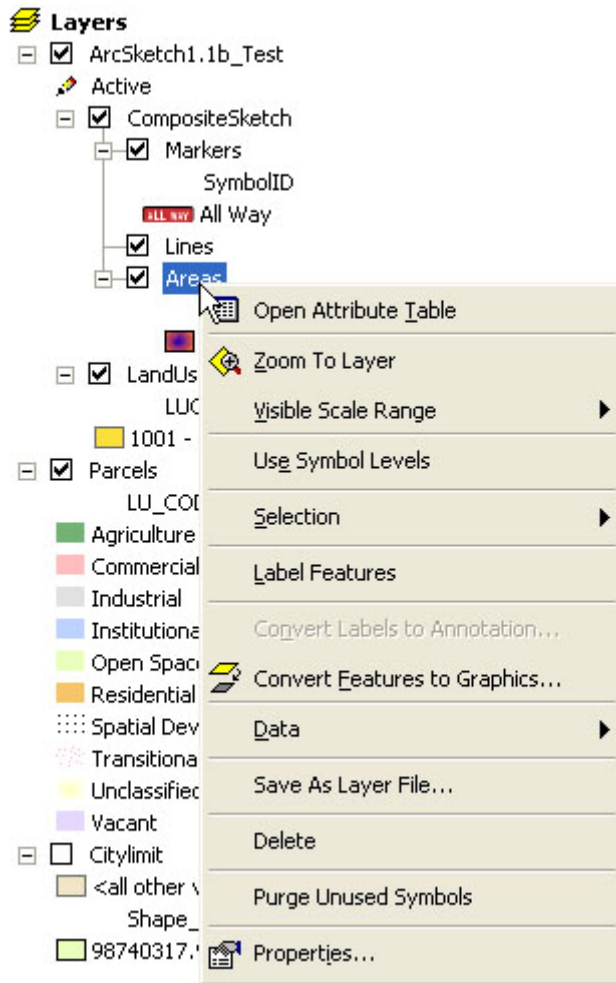 Layers
ArcSketch1.1b_Test
Active
CompositeSketch
Markers
SymbolID
ALL WAY All Way
Lines
Areas
LandUs
LUC
1001 -
Parcels
LU_COD
Agriculture
Commercial
Industrial
Institutiona
Open Spac
Residential
Spatial Dev
Transitiona
Unclassified
Vacant
Citylimit
<all other v
Shape_
98740317.
Open Attribute Table
Zoom To Layer
Visible Scale Range
Use Symbol Levels
Selection
Label Features
Convert Labels to Annotation...
Convert Features to Graphics...
Data
Save As Layer File...
Delete
Purge Unused Symbols
Properties...